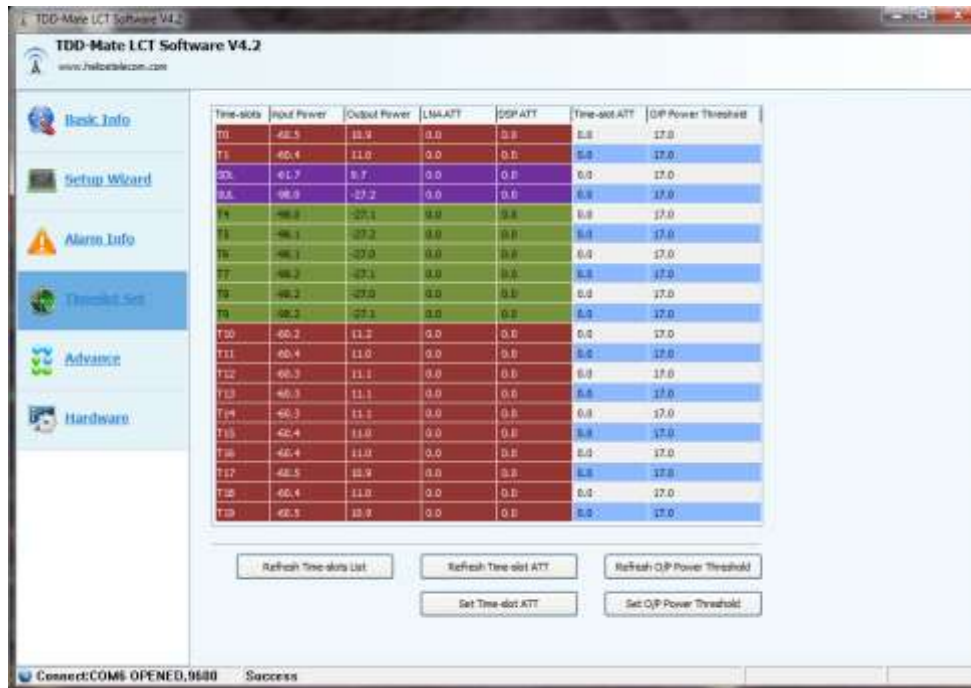 TDD-Mate LCT Software V4.2
TDD-Mate LCT Software V4.2
Basic Info
Setup Wizard
Alarm Info
Timeslot Set
Advance
Hardware
Time-slots Input Power Output Power LNA ATT DSP ATT Time-slot ATT O/P Power Threshold
T0 -60.5 10.9 0.0 0.0 0.0 17.0
T1 -60.4 11.0 0.0 0.0 0.0 17.0
SDL -61.7 9.7 0.0 0.0 0.0 17.0
SUL -98.0 -27.2 0.0 0.0 0.0 17.0
T4 -98.0 -27.1 0.0 0.0 0.0 17.0
T5 -98.1 -27.2 0.0 0.0 0.0 17.0
T6 -98.1 -27.0 0.0 0.0 0.0 17.0
T7 -98.2 -27.1 0.0 0.0 0.0 17.0
T8 -98.2 -27.0 0.0 0.0 0.0 17.0
T9 -98.2 -27.1 0.0 0.0 0.0 17.0
T10 -60.2 11.2 0.0 0.0 0.0 17.0
T11 -60.4 11.0 0.0 0.0 0.0 17.0
T12 -60.3 11.1 0.0 0.0 0.0 17.0
T13 -60.3 11.1 0.0 0.0 0.0 17.0
T14 -60.3 11.1 0.0 0.0 0.0 17.0
T15 -60.4 11.0 0.0 0.0 0.0 17.0
T16 -60.4 11.0 0.0 0.0 0.0 17.0
T17 -60.5 10.9 0.0 0.0 0.0 17.0
T18 -60.4 11.0 0.0 0.0 0.0 17.0
T19 -60.5 10.9 0.0 0.0 0.0 17.0
Refresh Time-slots List Refresh Time-slot ATT Refresh O/P Power Threshold
Set Time-slot ATT Set O/P Power Threshold
Connect:COM6 OPENED,9600 Success